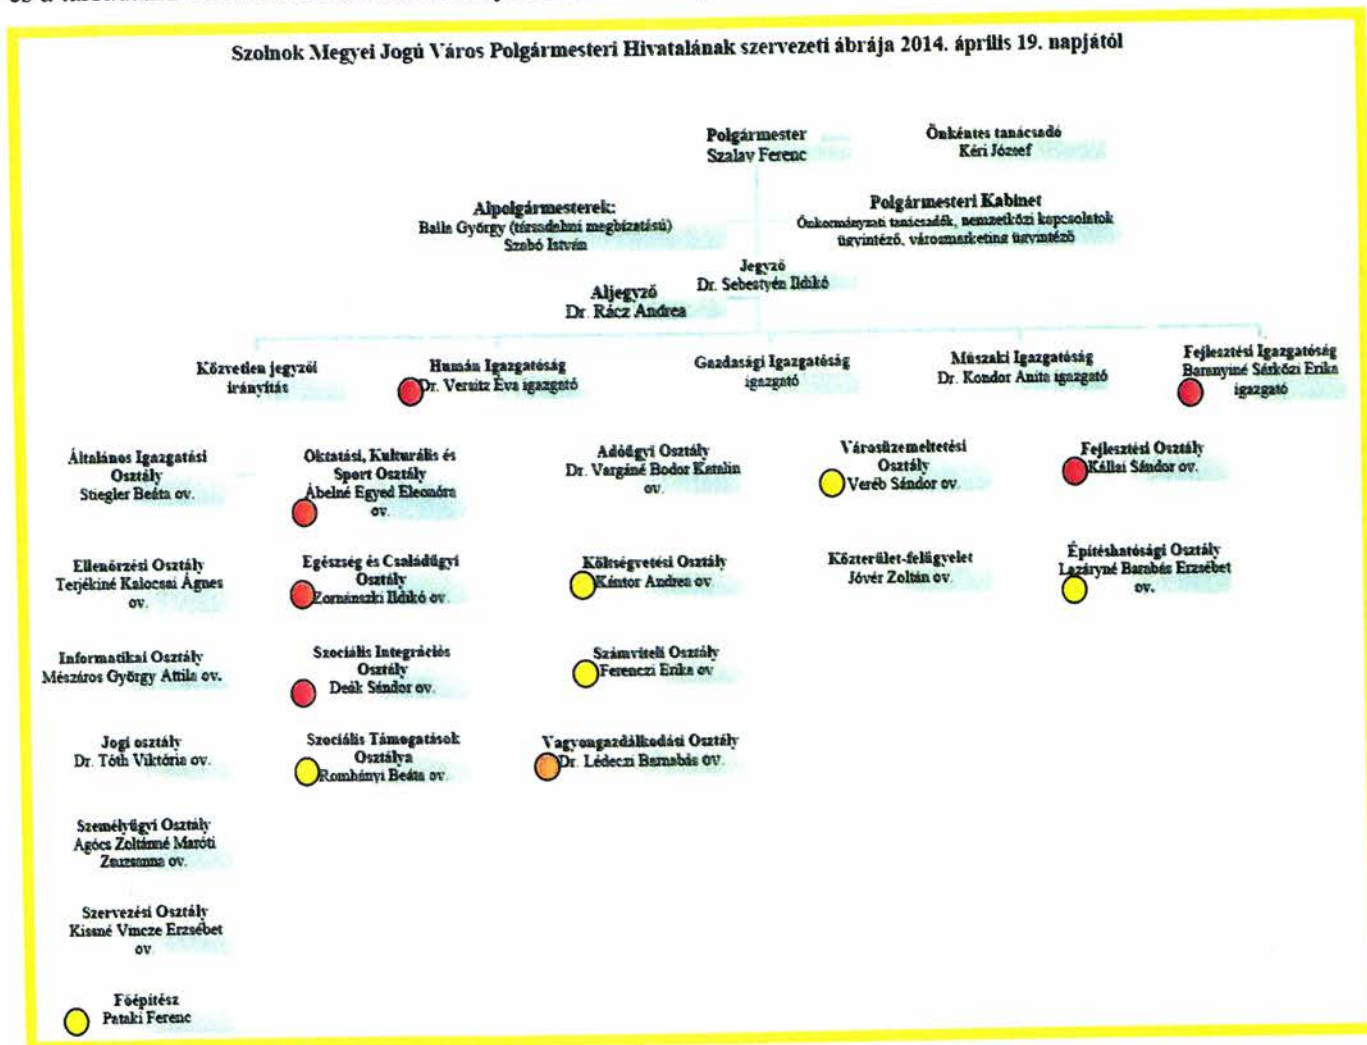 Szolnok Megyei Jogú Város Polgármesteri Hivatalának szervezeti ábrája 2014. április 19. napjától
Polgármester
Szalay Ferenc
Önkéntes tanácsadó
Kéri József
Alpolgármesterek:
Balla György (társadalmi megbízatású)
Szabó István
Polgármesteri Kabinet
Önkormányzati tanácsadók, nemzetközi kapcsolatok
ügyintéző, városmarketing ügyintéző
Jegyző
Dr. Sebestyén Ildikó
Aljegyző
Dr. Rácz Andrea
Közvetlen jegyzői
irányítás
Humán Igazgatóság
Dr. Versitz Éva igazgató
Gazdasági Igazgatóság
igazgató
Műszaki Igazgatóság
Dr. Kondor Anita igazgató
Fejlesztési Igazgatóság
Baranyiné Sárközi Erika
igazgató
Általános Igazgatási
Osztály
Stiegler Beáta ov.
Oktatási, Kulturális és
Sport Osztály
Ábelné Egyed Eleonóra
ov.
Adóügyi Osztály
Dr. Vargáné Bodor Katalin
ov.
Városüzemeltetési
Osztály
Veréb Sándor ov.
Fejlesztési Osztály
Kállai Sándor ov.
Ellenőrzési Osztály
Terjékiné Kalocsai Ágnes
ov.
Egészség és Családügyi
Osztály
Zornánszki Ildikó ov.
Költségvetési Osztály
Kántor Andrea ov.
Közterület-felügyelet
Jóvér Zoltán ov.
Építéshatósági Osztály
Lazáryné Barabás Erzsébet
ov.
Informatikai Osztály
Mészáros György Attila ov.
Szociális Integrációs
Osztály
Deák Sándor ov.
Számviteli Osztály
Ferenczi Erika ov
Jogi osztály
Dr. Tóth Viktória ov.
Szociális Támogatások
Osztálya
Romhányi Beáta ov.
Vagyongazdálkodási Osztály
Dr. Lédeczi Barnabás ov.
Személyügyi Osztály
Agócs Zoltánné Maróti
Zsuzsanna ov.
Szervezési Osztály
Kissné Vincze Erzsébet
ov
Főépítész
Pataki Ferenc